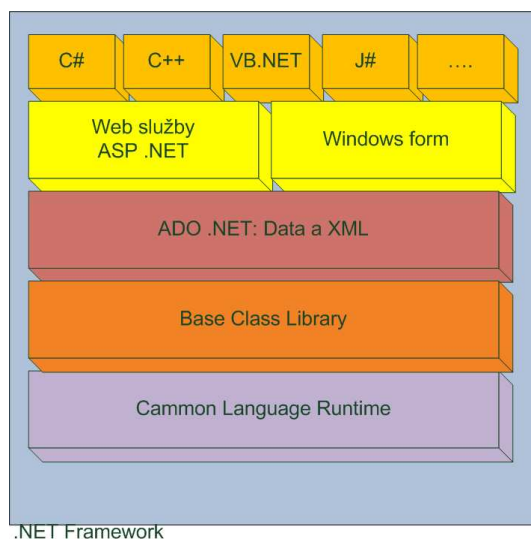 C# C++ VB.NET J# ....
Web služby
ASP .NET
Windows form
ADO .NET: Data a XML
Base Class Library
Cammon Language Runtime
.NET Framework